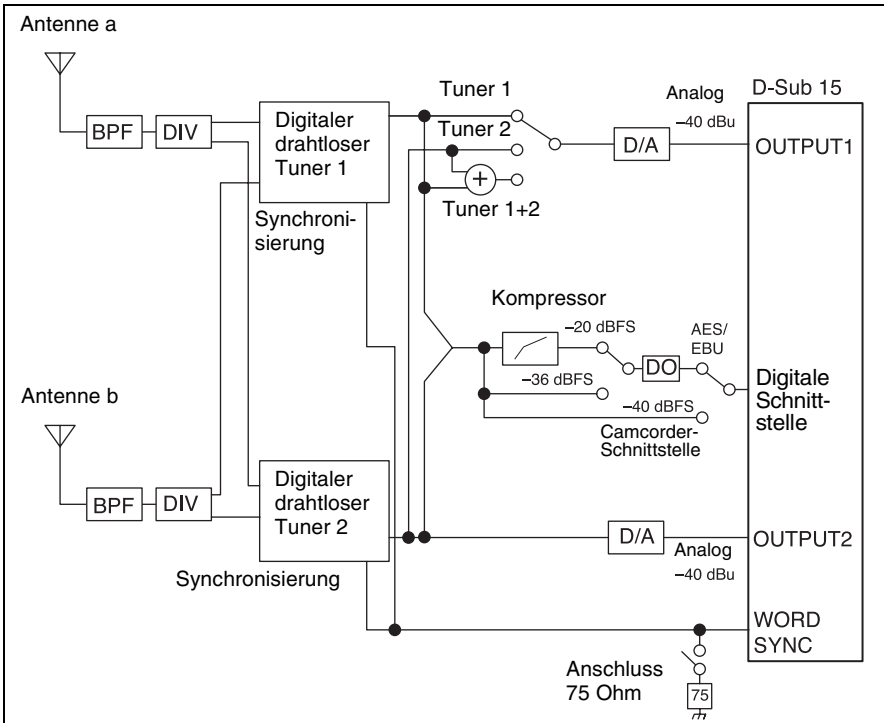 Antenne a
BPF
DIV
Digitaler
drahtloser
Tuner 1
Synchroni-
sierung
Tuner 1
Tuner 2
+
Tuner 1+2
D/A
Analog
–40 dBu
D-Sub 15
OUTPUT1
Kompressor
–20 dBFS
–36 dBFS
–40 dBFS
DO
AES/
EBU
Camcorder-
Schnittstelle
Digitale
Schnitt-
stelle
Antenne b
BPF
DIV
Digitaler
drahtloser
Tuner 2
Synchronisierung
D/A
Analog
–40 dBu
OUTPUT2
WORD
SYNC
Anschluss
75 Ohm
75